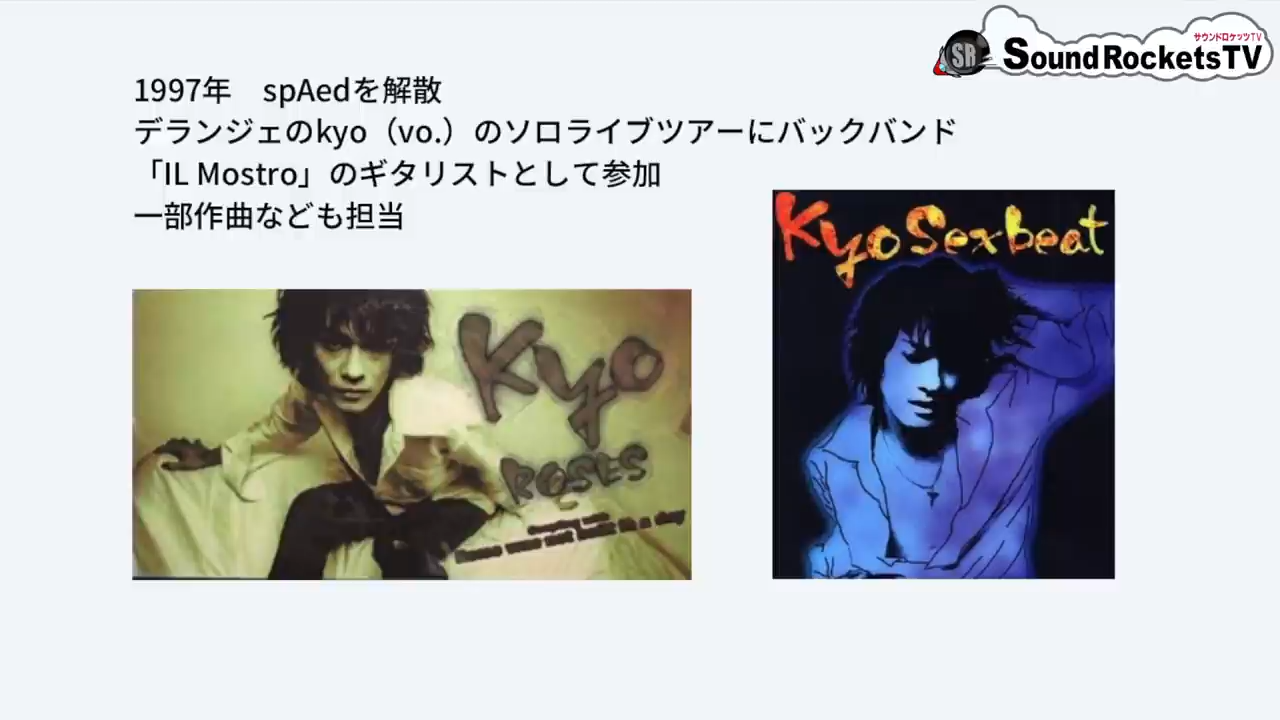 サウンドロケッツTV
SR SoundRocketsTV
1997年　spAedを解散
デランジェのkyo（vo.）のソロライブツアーにバックバンド
「IL Mostro」のギタリストとして参加
一部作曲なども担当
Kyo Sexbeat
Kyo
ROSES